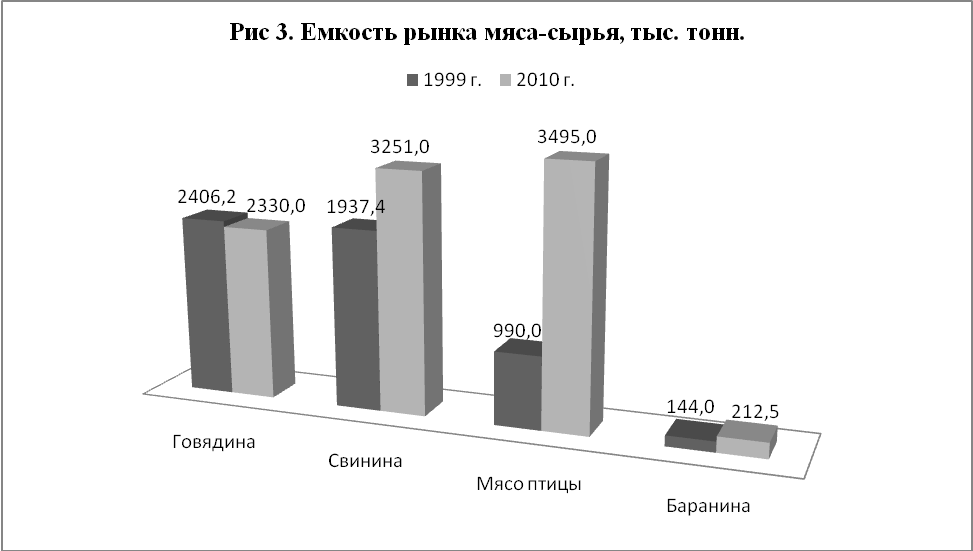 Рис 3. Емкость рынка мяса-сырья, тыс. тонн.
1999 г. 2010 г.
2406,2
2330,0
1937,4
3251,0
990,0
3495,0
144,0
212,5
Говядина
Свинина
Мясо птицы
Баранина